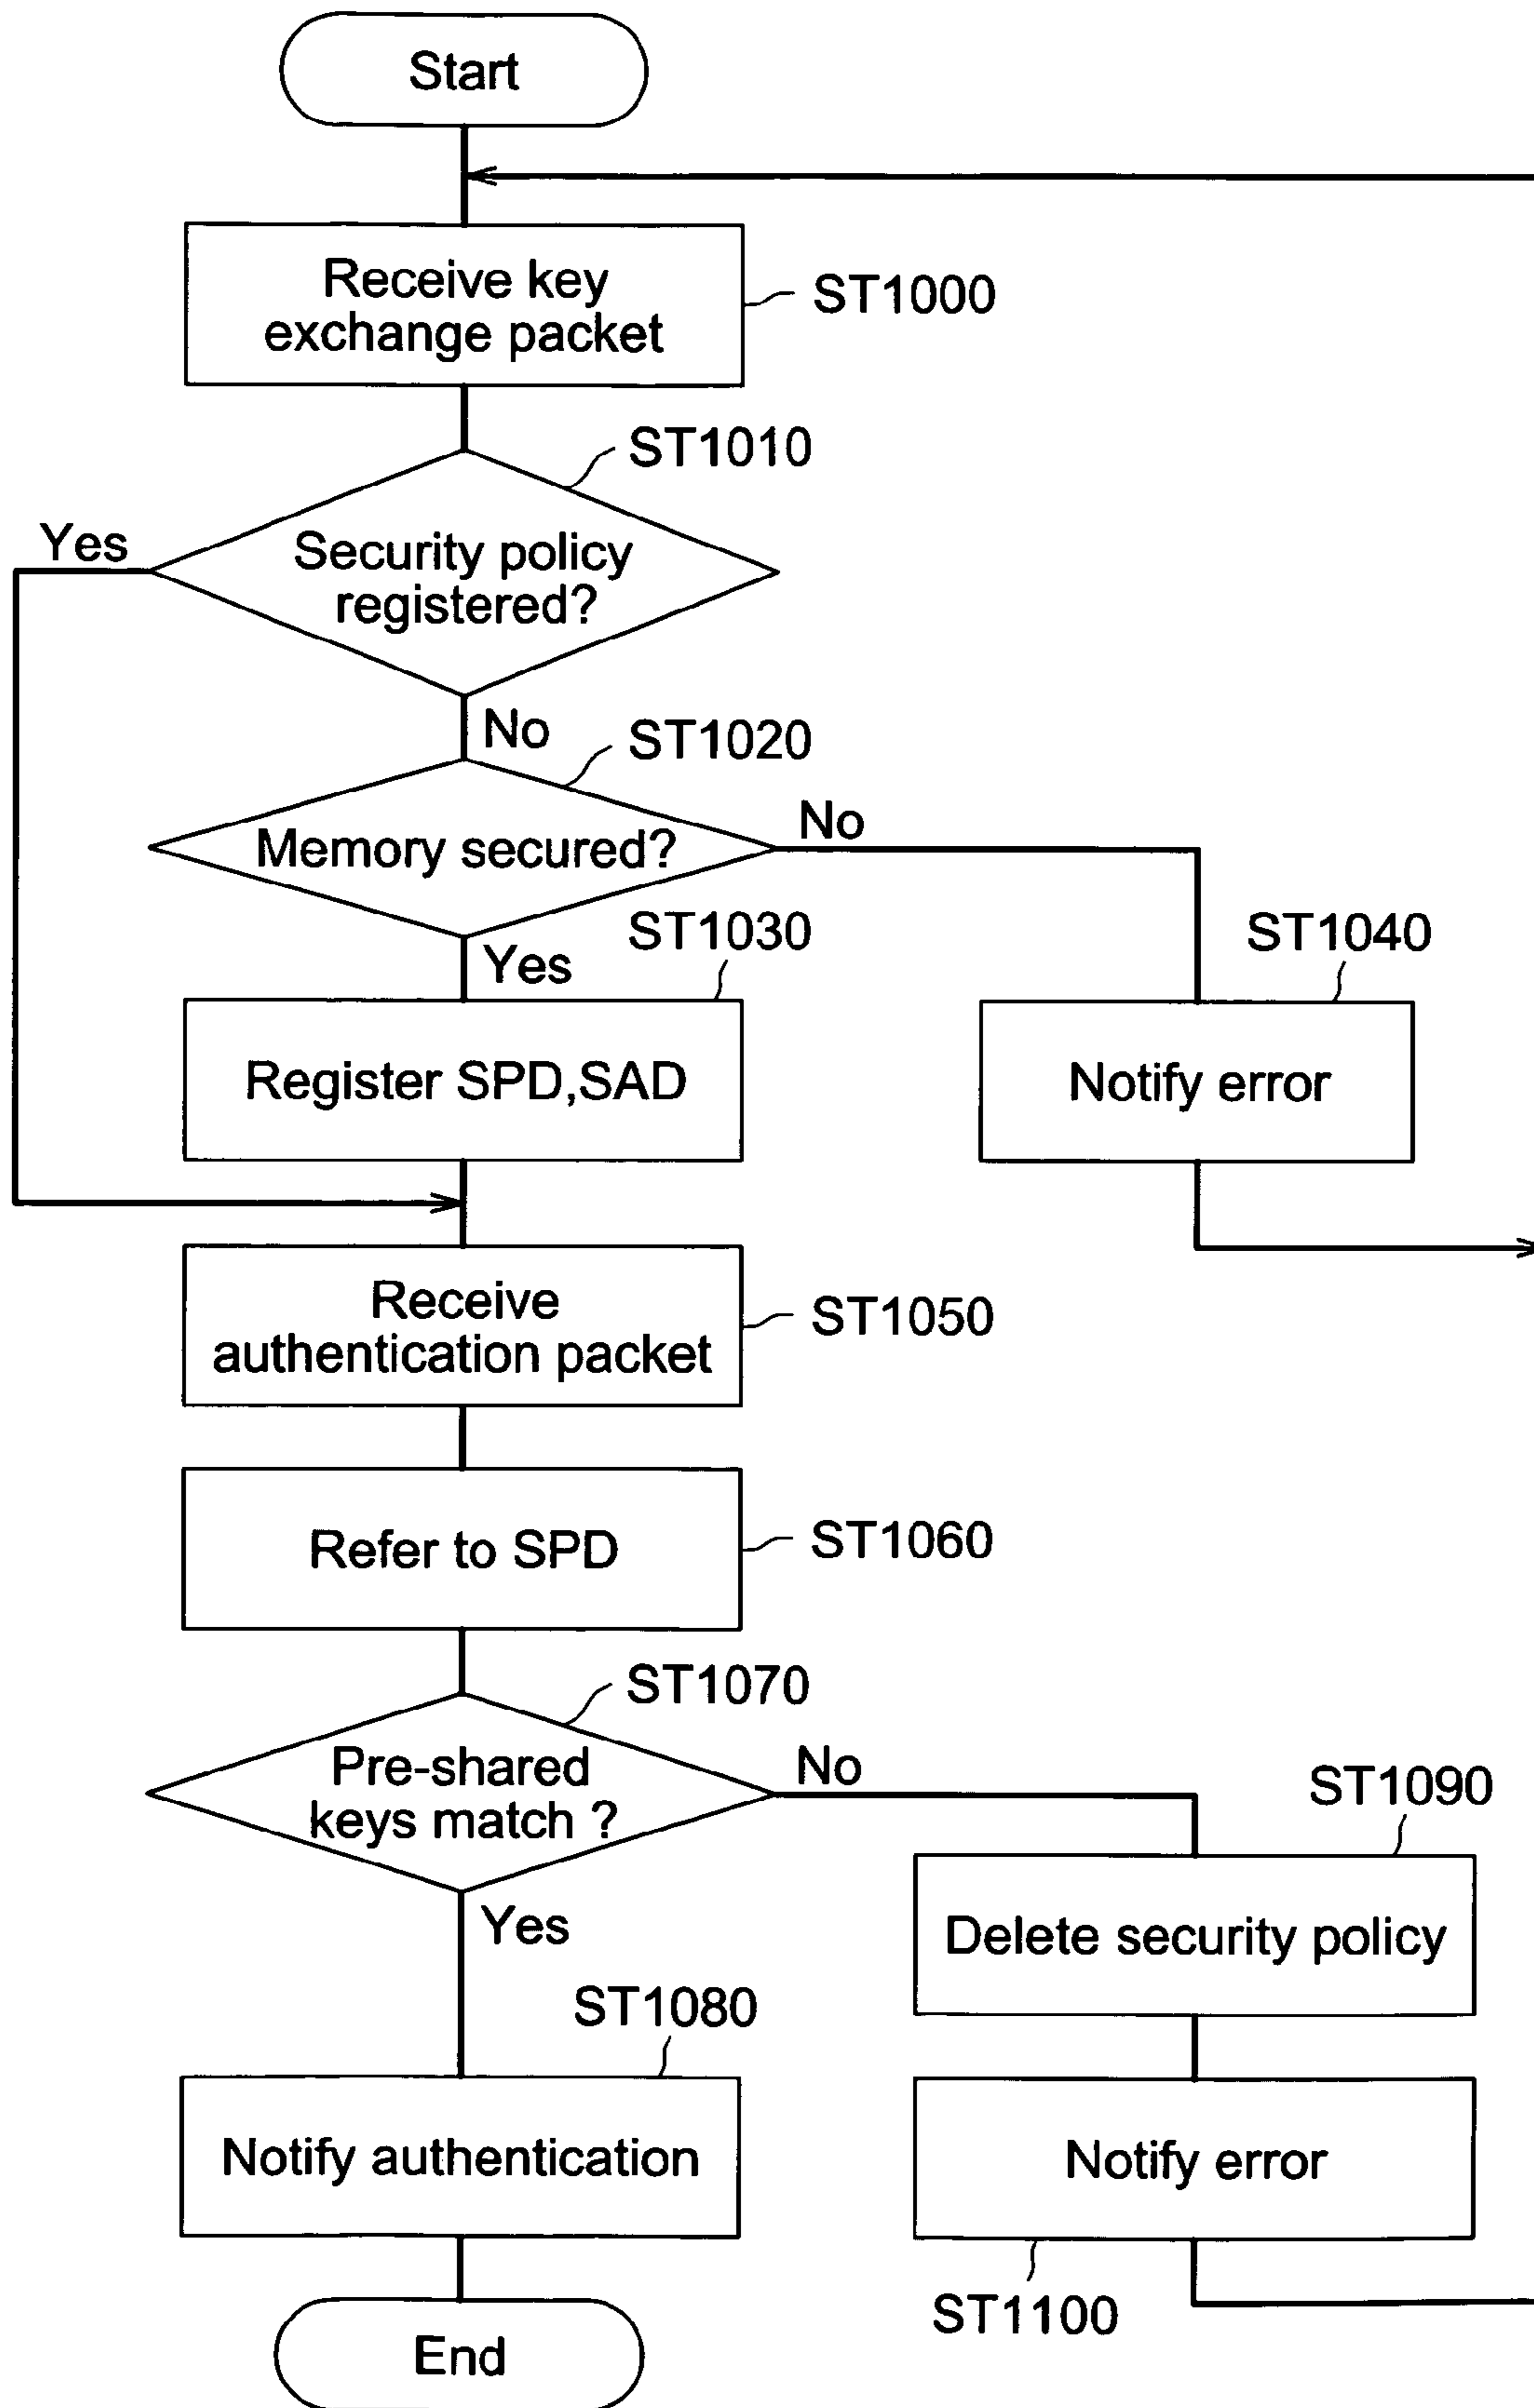 Start
Receive key
exchange packet
ST1000
ST1010
Yes
Security policy
registered?
No
ST1020
Memory secured?
No
ST1030
Yes
ST1040
Register SPD,SAD
Notify error
Receive
authentication packet
ST1050
Refer to SPD
ST1060
ST1070
Pre-shared
keys match ?
No
ST1090
Yes
Delete security policy
ST1080
Notify authentication
Notify error
ST1100
End